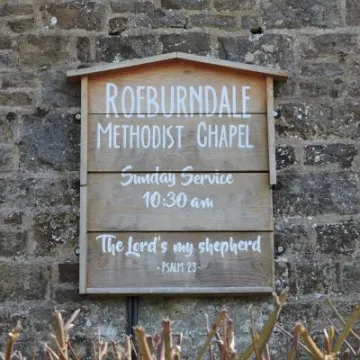 ROEBURNDALE
METHODIST CHAPEL
Sunday Service
10:30 am
The Lord's my shepherd
- PSALM 23 -